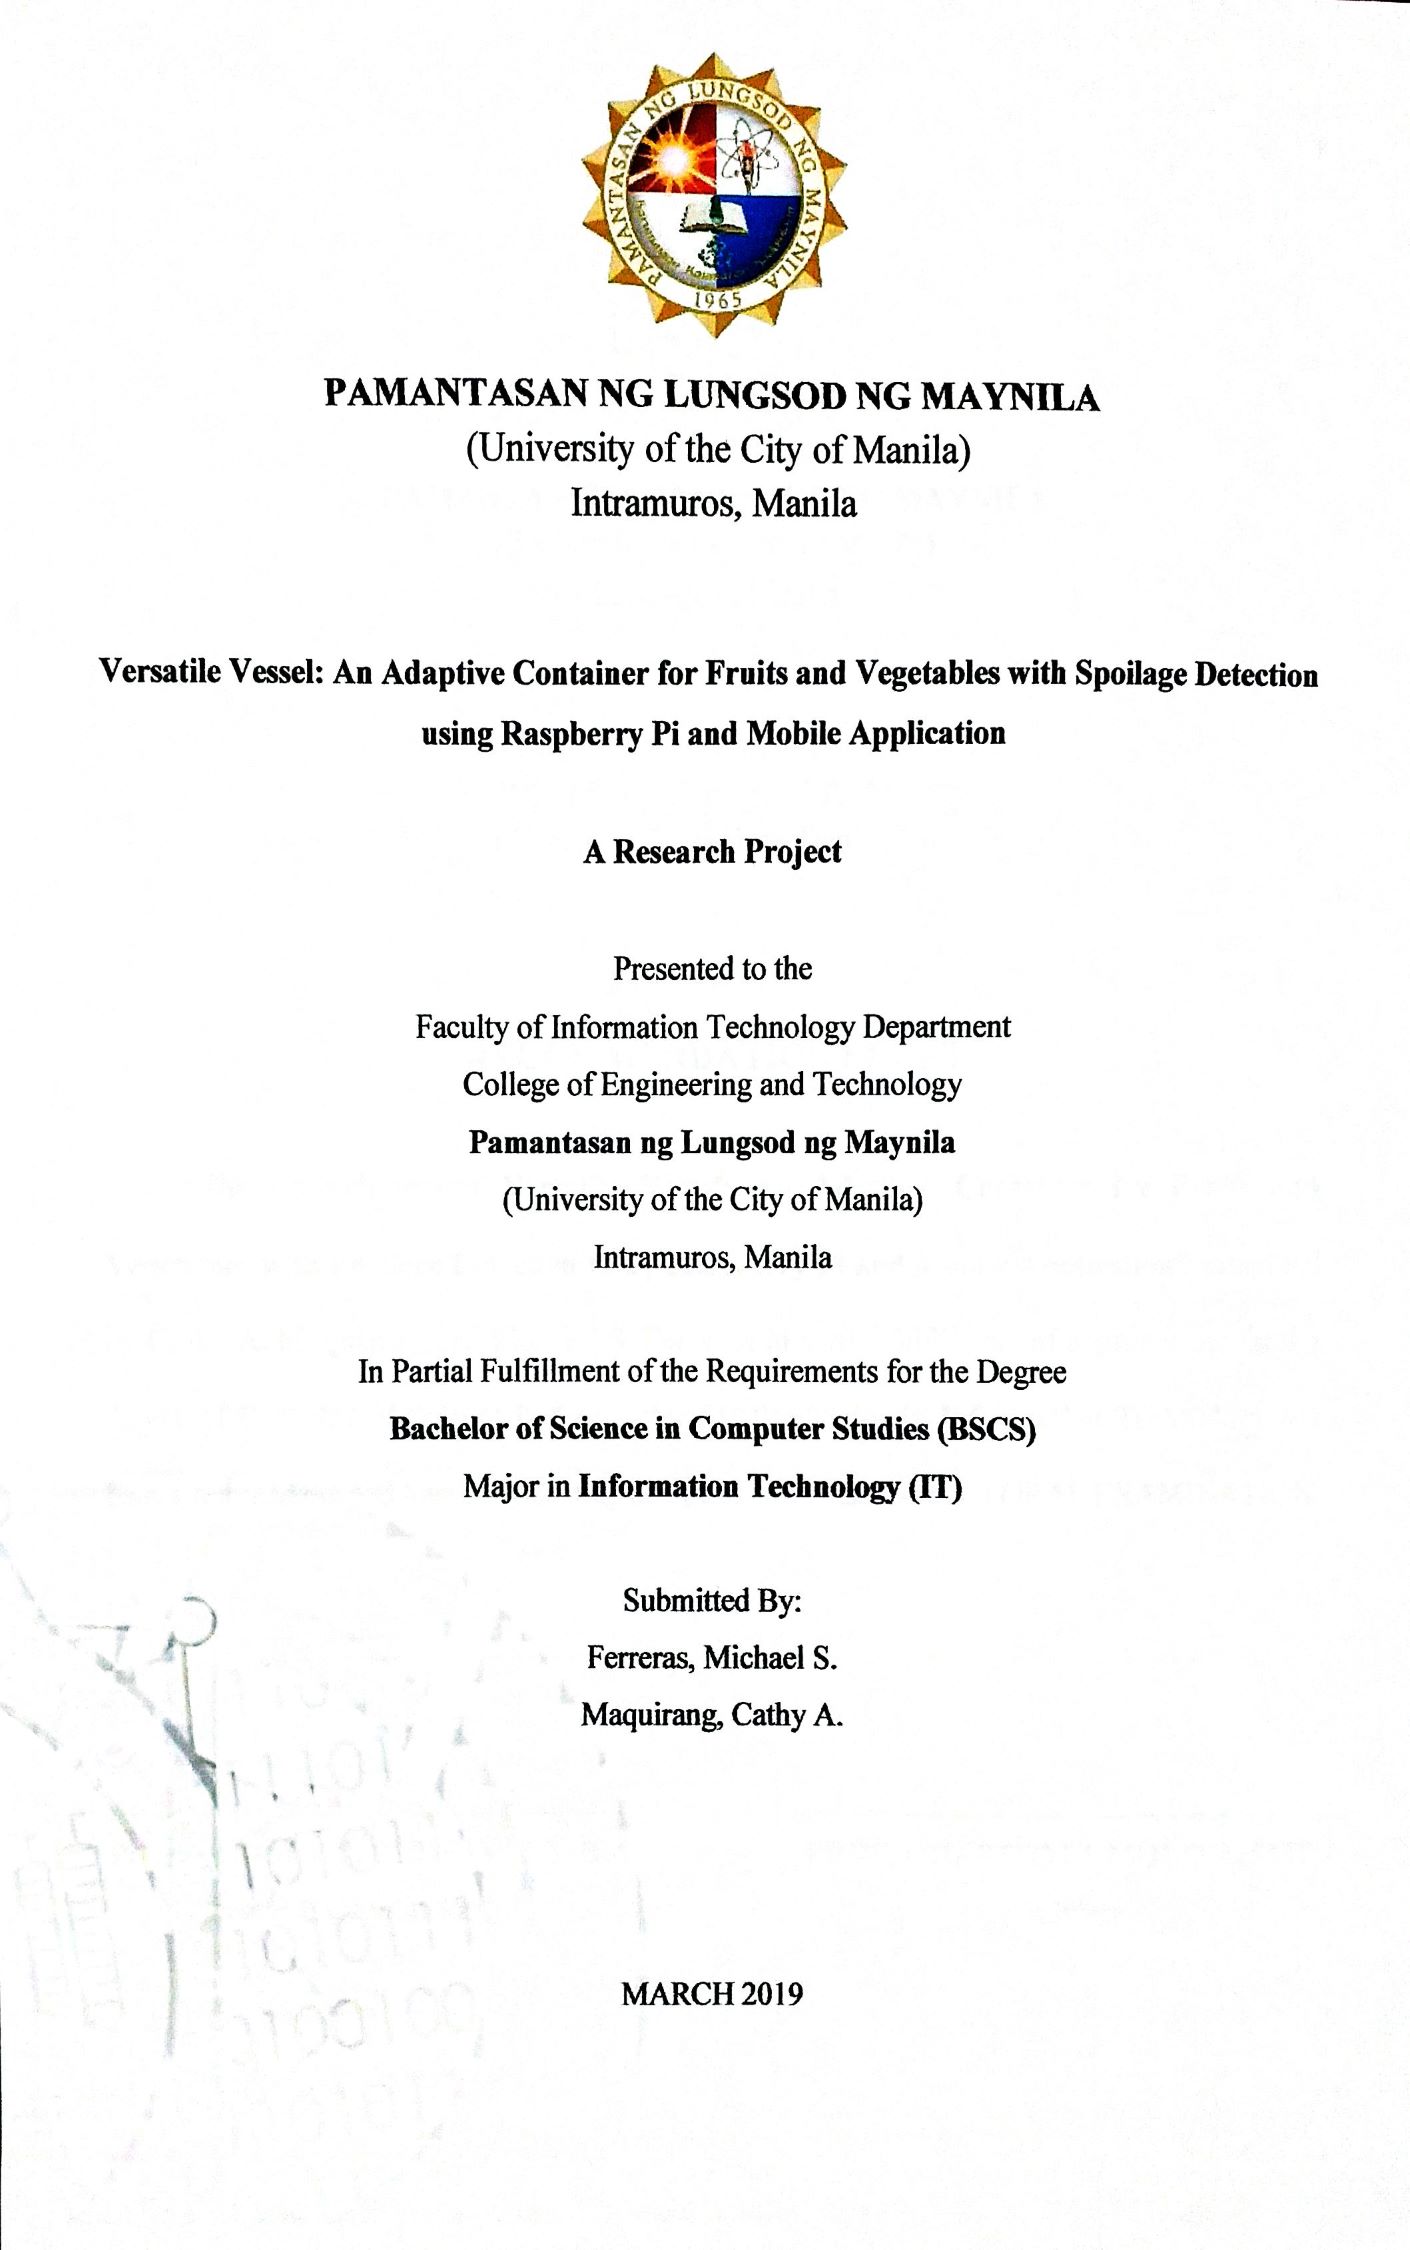 PAMANTASAN NG LUNGSOD NG MAYNILA
1965
PAMANTASAN NG LUNGSOD NG MAYNILA
(University of the City of Manila)
Intramuros, Manila
Versatile Vessel: An Adaptive Container for Fruits and Vegetables with Spoilage Detection
using Raspberry Pi and Mobile Application
A Research Project
Presented to the
Faculty of Information Technology Department
College of Engineering and Technology
Pamantasan ng Lungsod ng Maynila
(University of the City of Manila)
Intramuros, Manila
In Partial Fulfillment of the Requirements for the Degree
Bachelor of Science in Computer Studies (BSCS)
Major in Information Technology (IT)
Submitted By:
Ferreras, Michael S.
Maquirang, Cathy A.
MARCH 2019